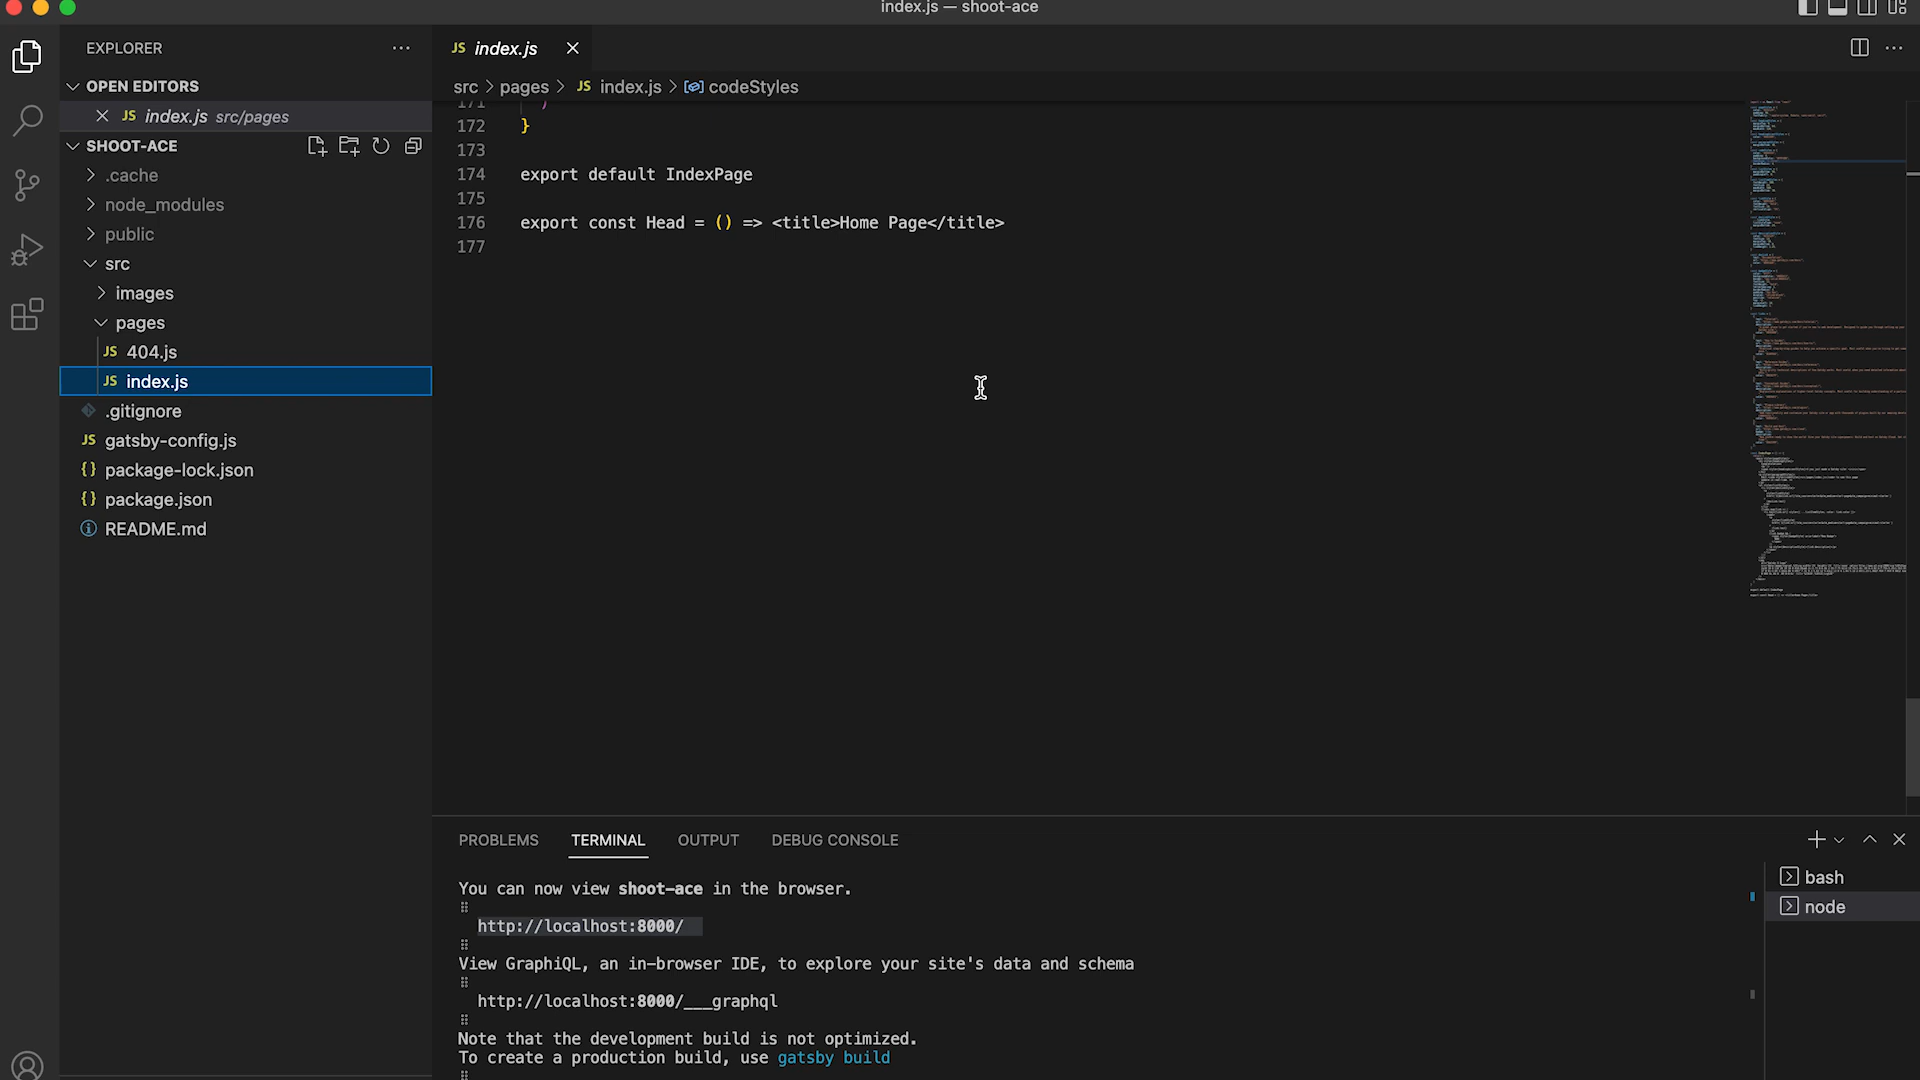 index.js — shoot-ace
EXPLORER
OPEN EDITORS
JS index.js src/pages
SHOOT-ACE
.cache
node_modules
public
src
images
pages
JS 404.js
JS index.js
.gitignore
JS gatsby-config.js
{} package-lock.json
{} package.json
README.md
JS index.js
src > pages > JS index.js > codeStyles
171 )
172 }
173
174 export default IndexPage
175
176 export const Head = () => <title>Home Page</title>
177
PROBLEMS TERMINAL OUTPUT DEBUG CONSOLE
You can now view shoot-ace in the browser.
http://localhost:8000/
View GraphiQL, an in-browser IDE, to explore your site's data and schema
http://localhost:8000/___graphql
Note that the development build is not optimized.
To create a production build, use gatsby build
bash
node